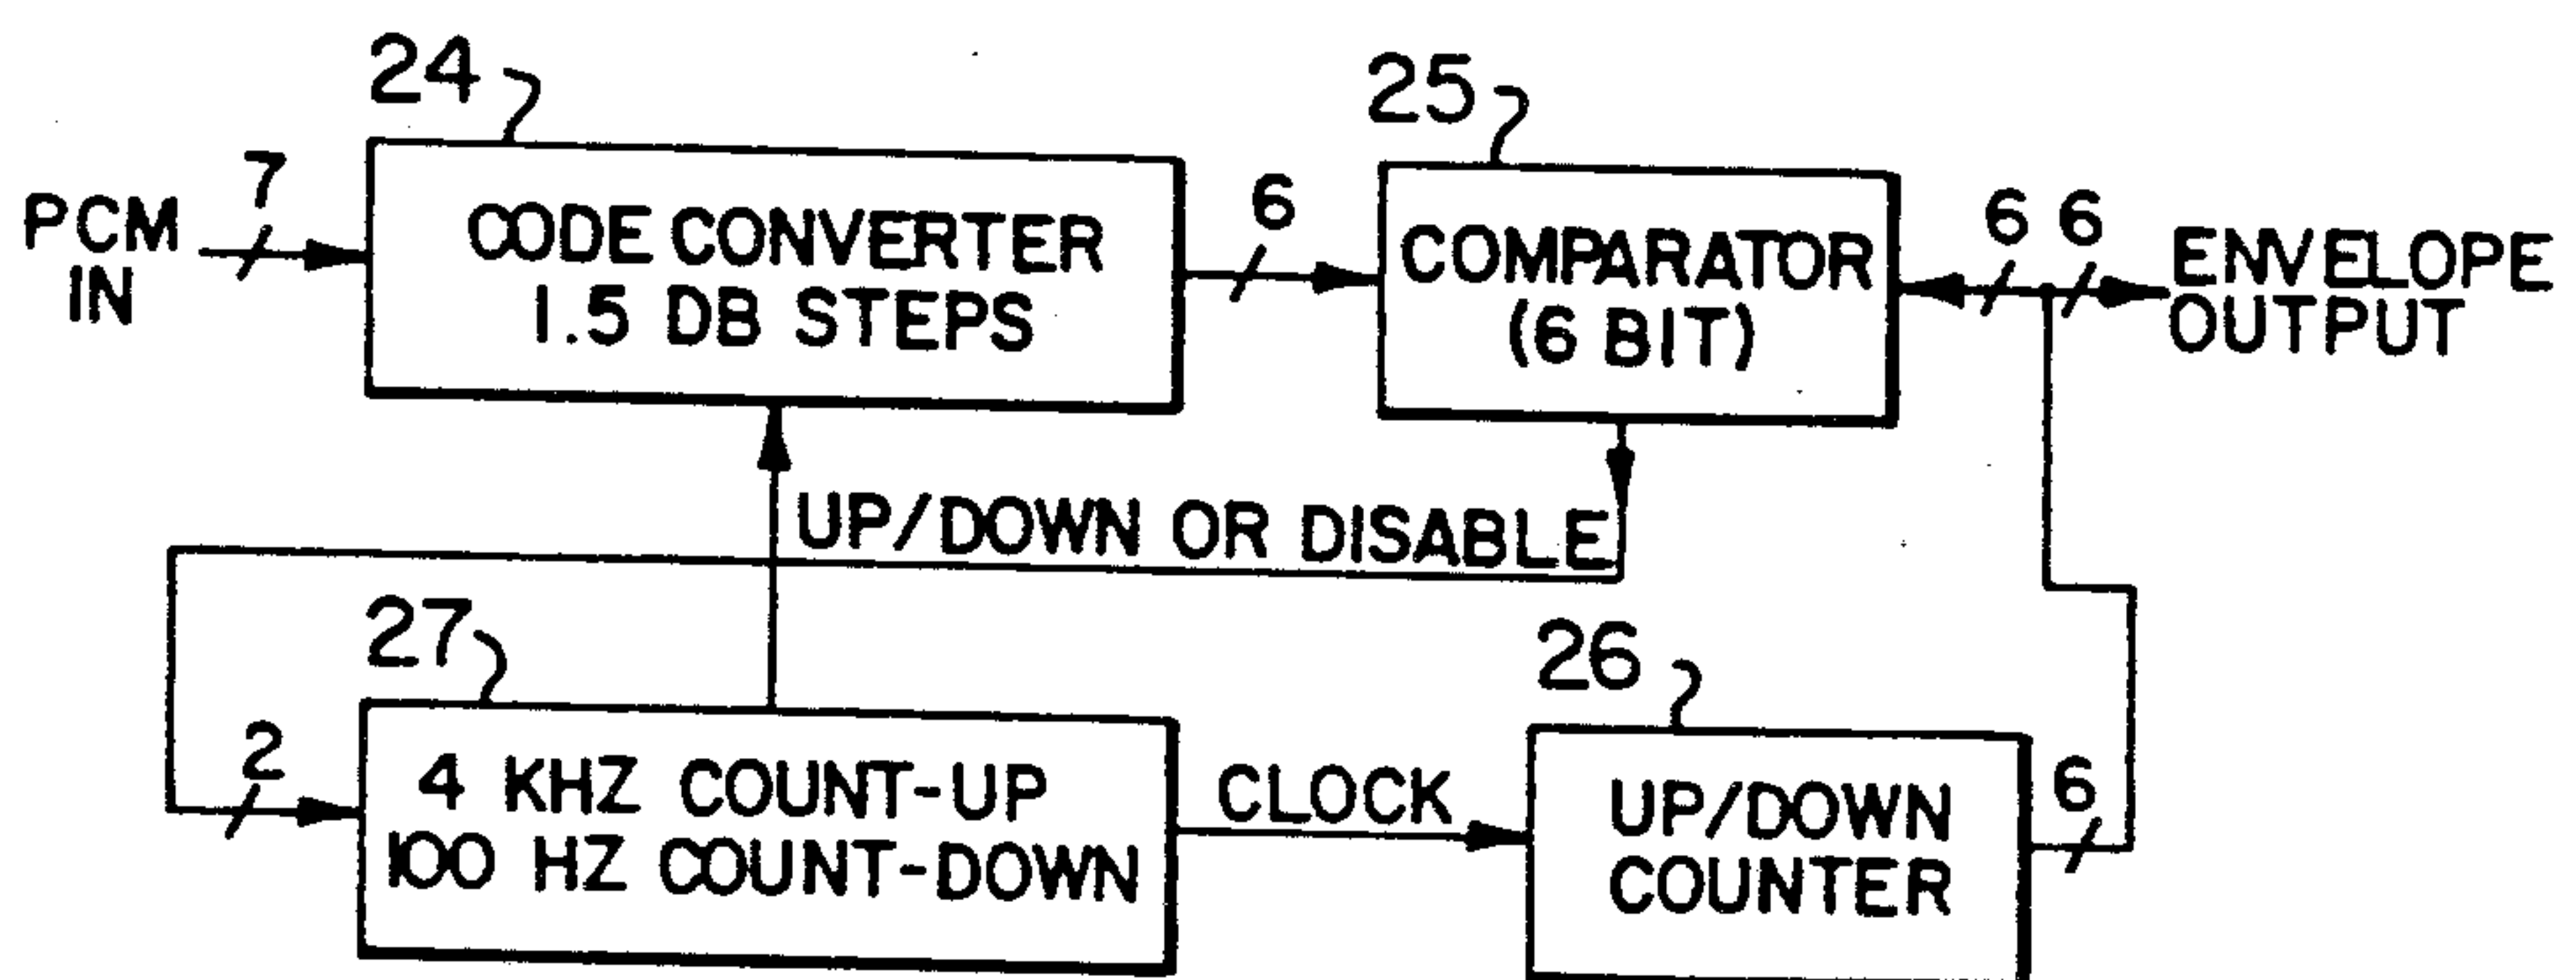 24
25
7
PCM
IN
CODE CONVERTER
1.5 DB STEPS
6
COMPARATOR
(6 BIT)
6 6
ENVELOPE
OUTPUT
UP/DOWN OR DISABLE
27
26
2
4 KHZ COUNT-UP
100 HZ COUNT-DOWN
CLOCK
UP/DOWN
COUNTER
6